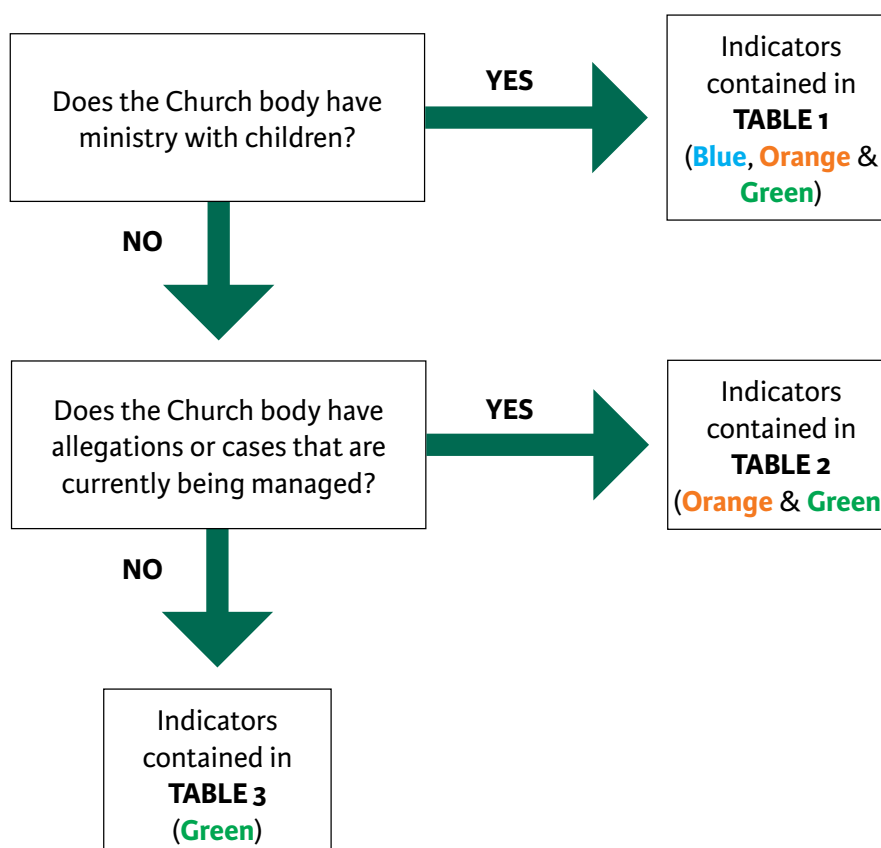 Does the Church body have
ministry with children?
YES
Indicators
contained in
TABLE 1
(Blue, Orange &
Green)
NO
Does the Church body have
allegations or cases that are
currently being managed?
YES
Indicators
contained in
TABLE 2
(Orange & Green
NO
Indicators
contained in
TABLE 3
(Green)